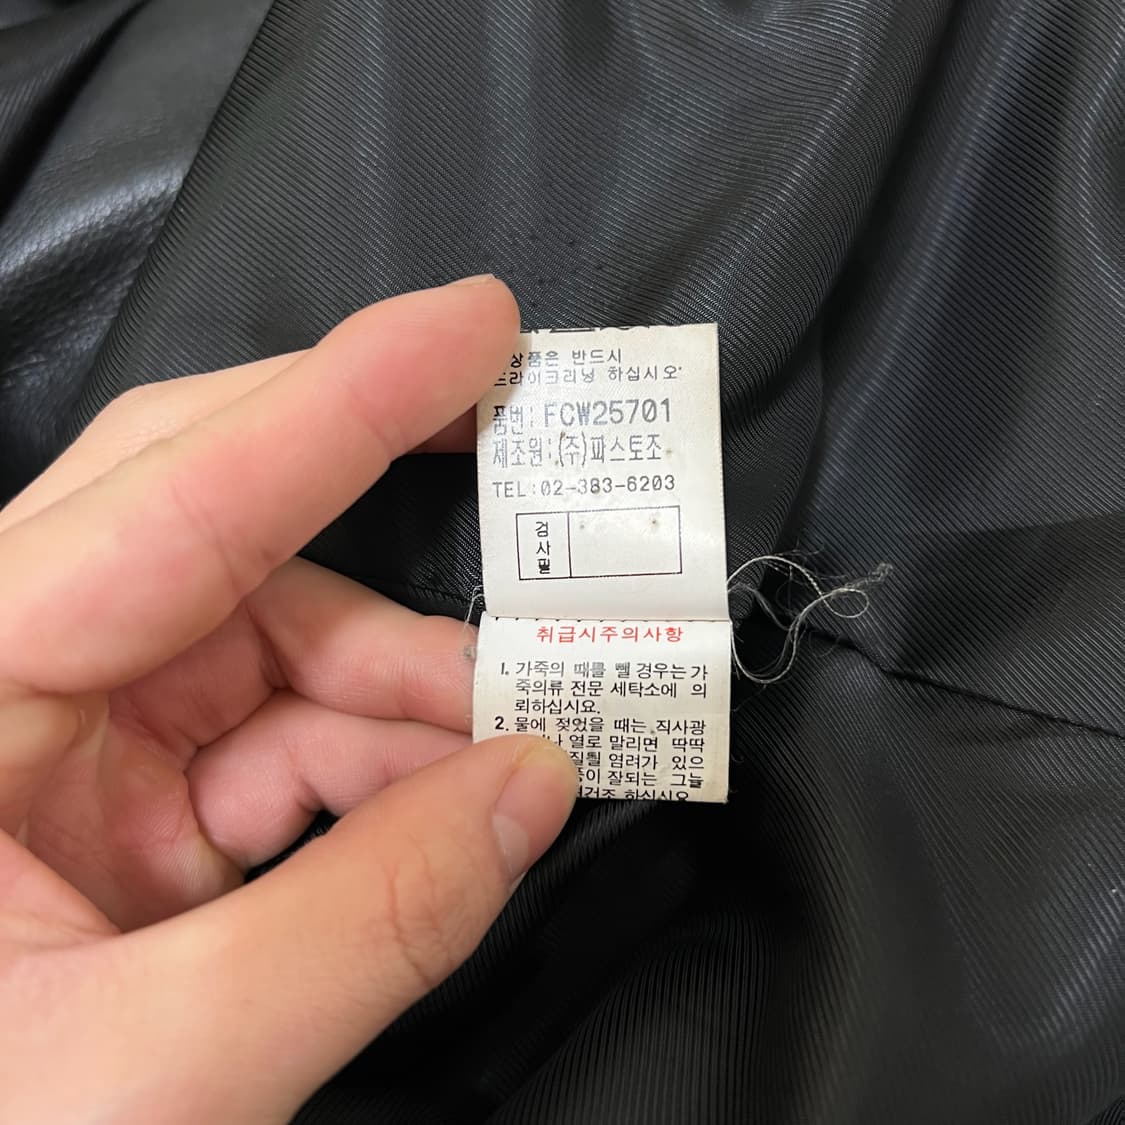 상품은 반드시
드라이크리닝 하십시오
품번:FCW25701
제조원:(주)파스토조
TEL:02-383-6203
검
사
필
취급시주의사항
1. 가죽의 때를 뺄 경우는 가
죽의류 전문 세탁소에 의
뢰하십시요.
2. 물에 젖었을 때는 직사광
열로 말리면 딱딱
염려가 있으
잘되는 그늘
하십시요